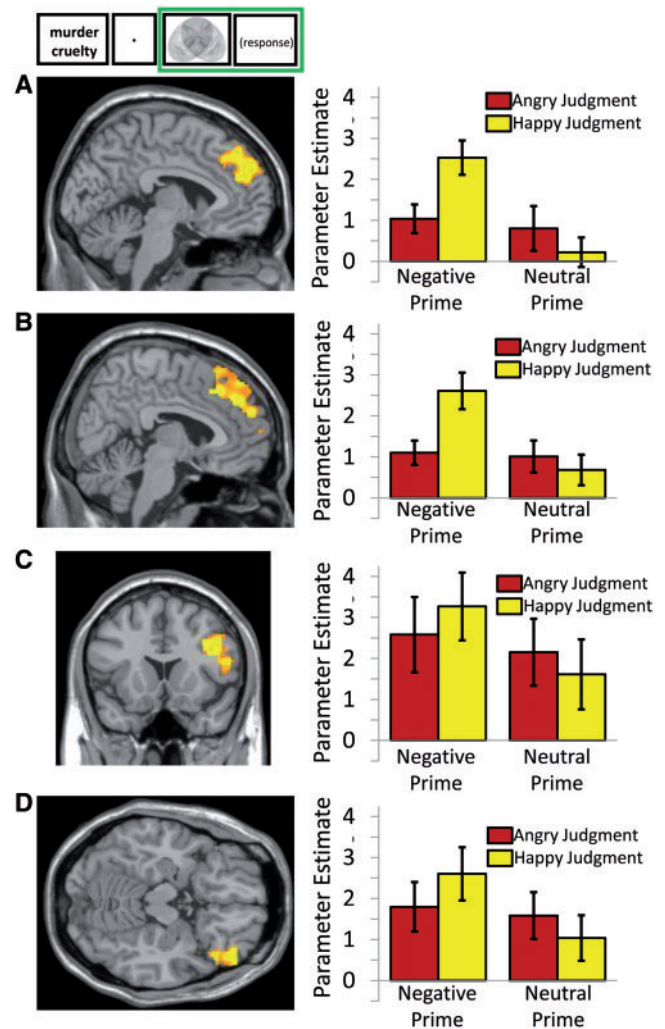 murder
cruelty
(response)
A
Parameter Estimate
4
3
2
1
0
Angry Judgment
Happy Judgment
Negative Neutral
Prime Prime
B
Parameter Estimate
4
3
2
1
0
Angry Judgment
Happy Judgment
Negative Neutral
Prime Prime
C
Parameter Estimate
4
3
2
1
0
Angry Judgment
Happy Judgment
Negative Neutral
Prime Prime
D
Parameter Estimate
4
3
2
1
0
Angry Judgment
Happy Judgment
Negative Neutral
Prime Prime